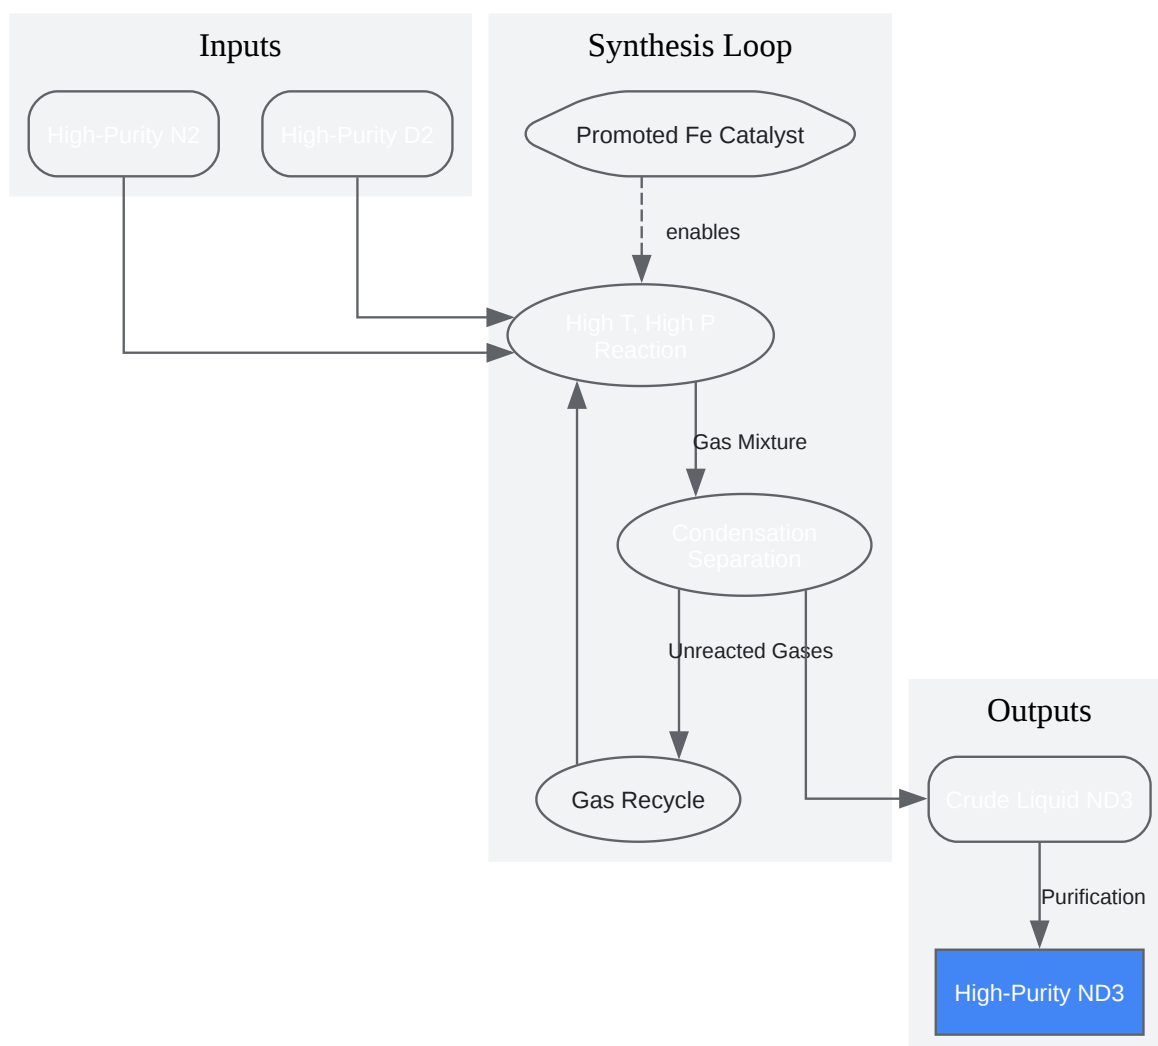 Inputs
High-Purity N2
High-Purity D2
Synthesis Loop
Promoted Fe Catalyst
enables
High T, High P
Reaction
Gas Mixture
Condensation
Separation
Unreacted Gases
Gas Recycle
Outputs
Crude Liquid ND3
Purification
High-Purity ND3